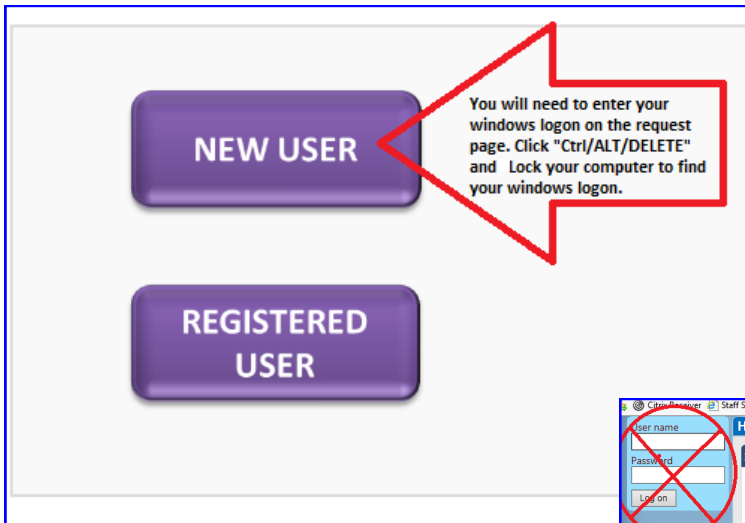 NEW USER
You will need to enter your
windows logon on the request
page. Click "Ctrl/ALT/DELETE"
and Lock your computer to find
your windows logon.
REGISTERED
USER
Citrix Receiver Staff S
User name
H
Password
Log on